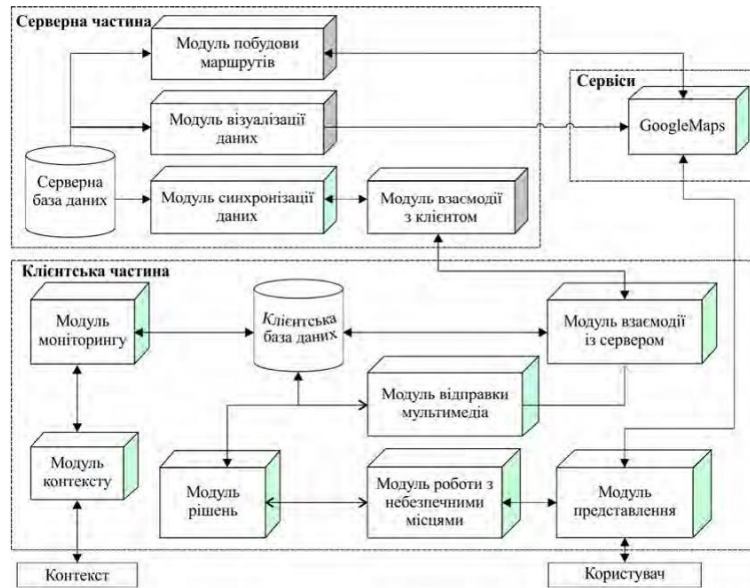 Серверна частина
Модуль побудови
маршрутів
Сервіси
Модуль візуалізації
даних
GoogleMaps
Серверна
база даних
Модуль синхронізації
даних
Модуль взаємодії
з клієнтом
Клієнтська частина
Модуль
моніторингу
Клієнтська
база даних
Модуль взаємодії
із сервером
Модуль відправки
мультимедіа
Модуль
контексту
Модуль
рішень
Модуль роботи з
небезпечними
місцями
Модуль
представлення
Контекст
Користувач